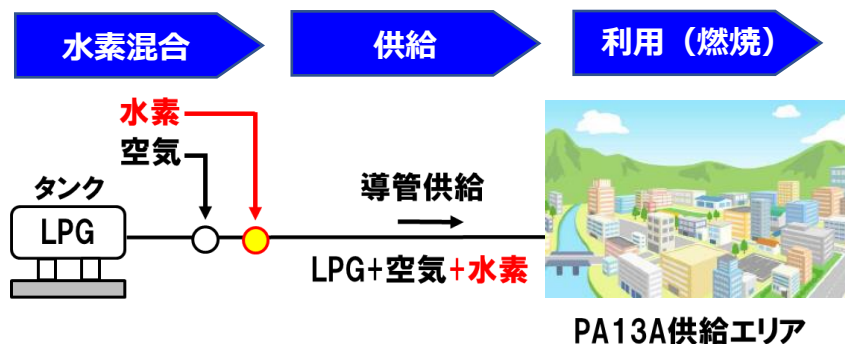 水素混合
供給
利用（燃焼）
水素
空気
タンク
LPG
導管供給
LPG+空気+水素
PA13A供給エリア